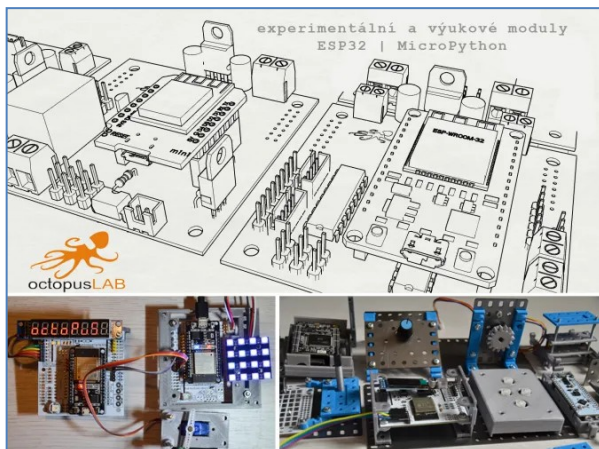 experimentální a výukové moduly
ESP32 | MicroPython
ESP-WROOM-32
mini
octopusLAB